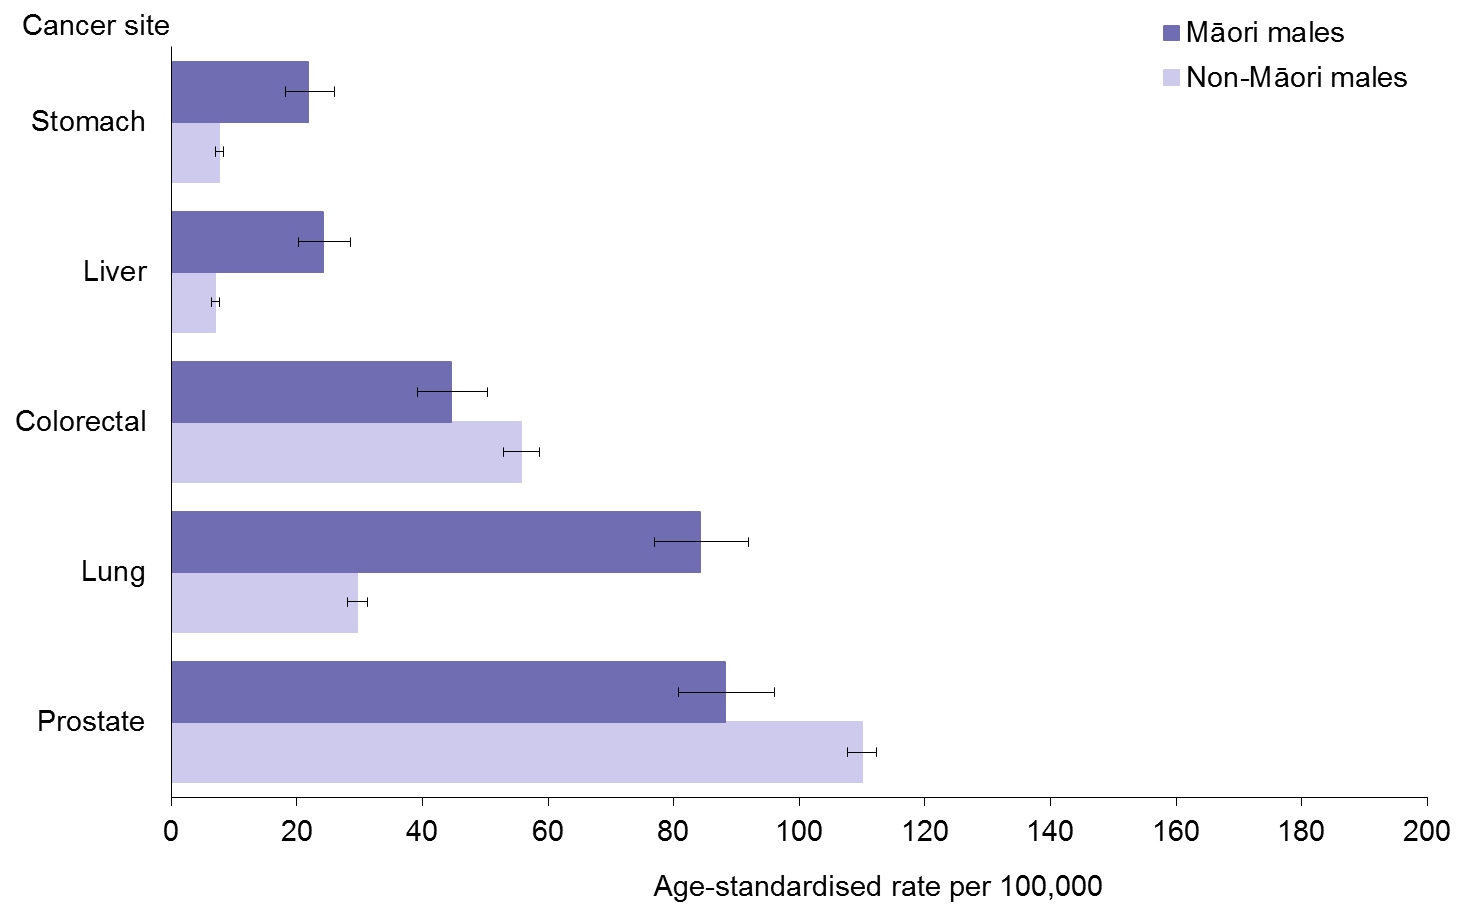 Cancer site
Māori males
Non-Māori males
Stomach
Liver
Colorectal
Lung
Prostate
0 20 40 60 80 100 120 140 160 180 200
Age-standardised rate per 100,000